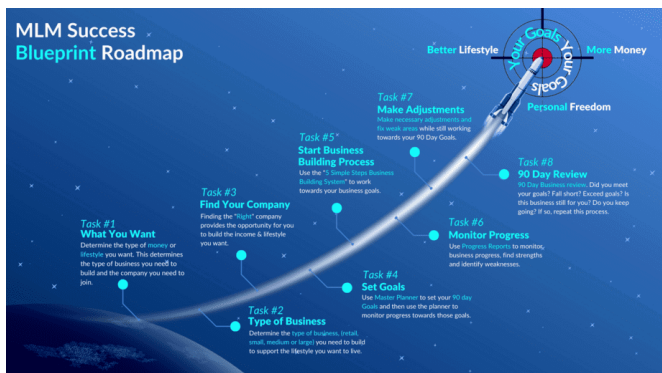 MLM Success
Blueprint Roadmap
Your Goals Your Goals
Better Lifestyle
More Money
Personal Freedom
Task #1
What You Want
Determine the type of money or
lifestyle you want. This determines
the type of business you need to
build and the company you need to
join.
Task #2
Type of Business
Determine the type of business, (retail,
small, medium or large) you need to build
to support the lifestyle you want to live.
Task #3
Find Your Company
Finding the "Right" company
provides the opportunity for you
to build the income & lifestyle
you want.
Task #4
Set Goals
Use Master Planner to set your 90 day
Goals and then use the planner to
monitor progress towards those goals.
Task #5
Start Business
Building Process
Use the "5 Simple Steps Business
Building System" to work
towards your business goals.
Task #6
Monitor Progress
Use Progress Reports to monitor
business progress, find strengths
and identify weaknesses.
Task #7
Make Adjustments
Make necessary adjustments and
fix weak areas while still working
towards your 90 Day Goals.
Task #8
90 Day Review
90 Day Business review. Did you meet
your goals? Fall short? Exceed goals? Is
this business still for you? Do you keep
going? If so, repeat this process.